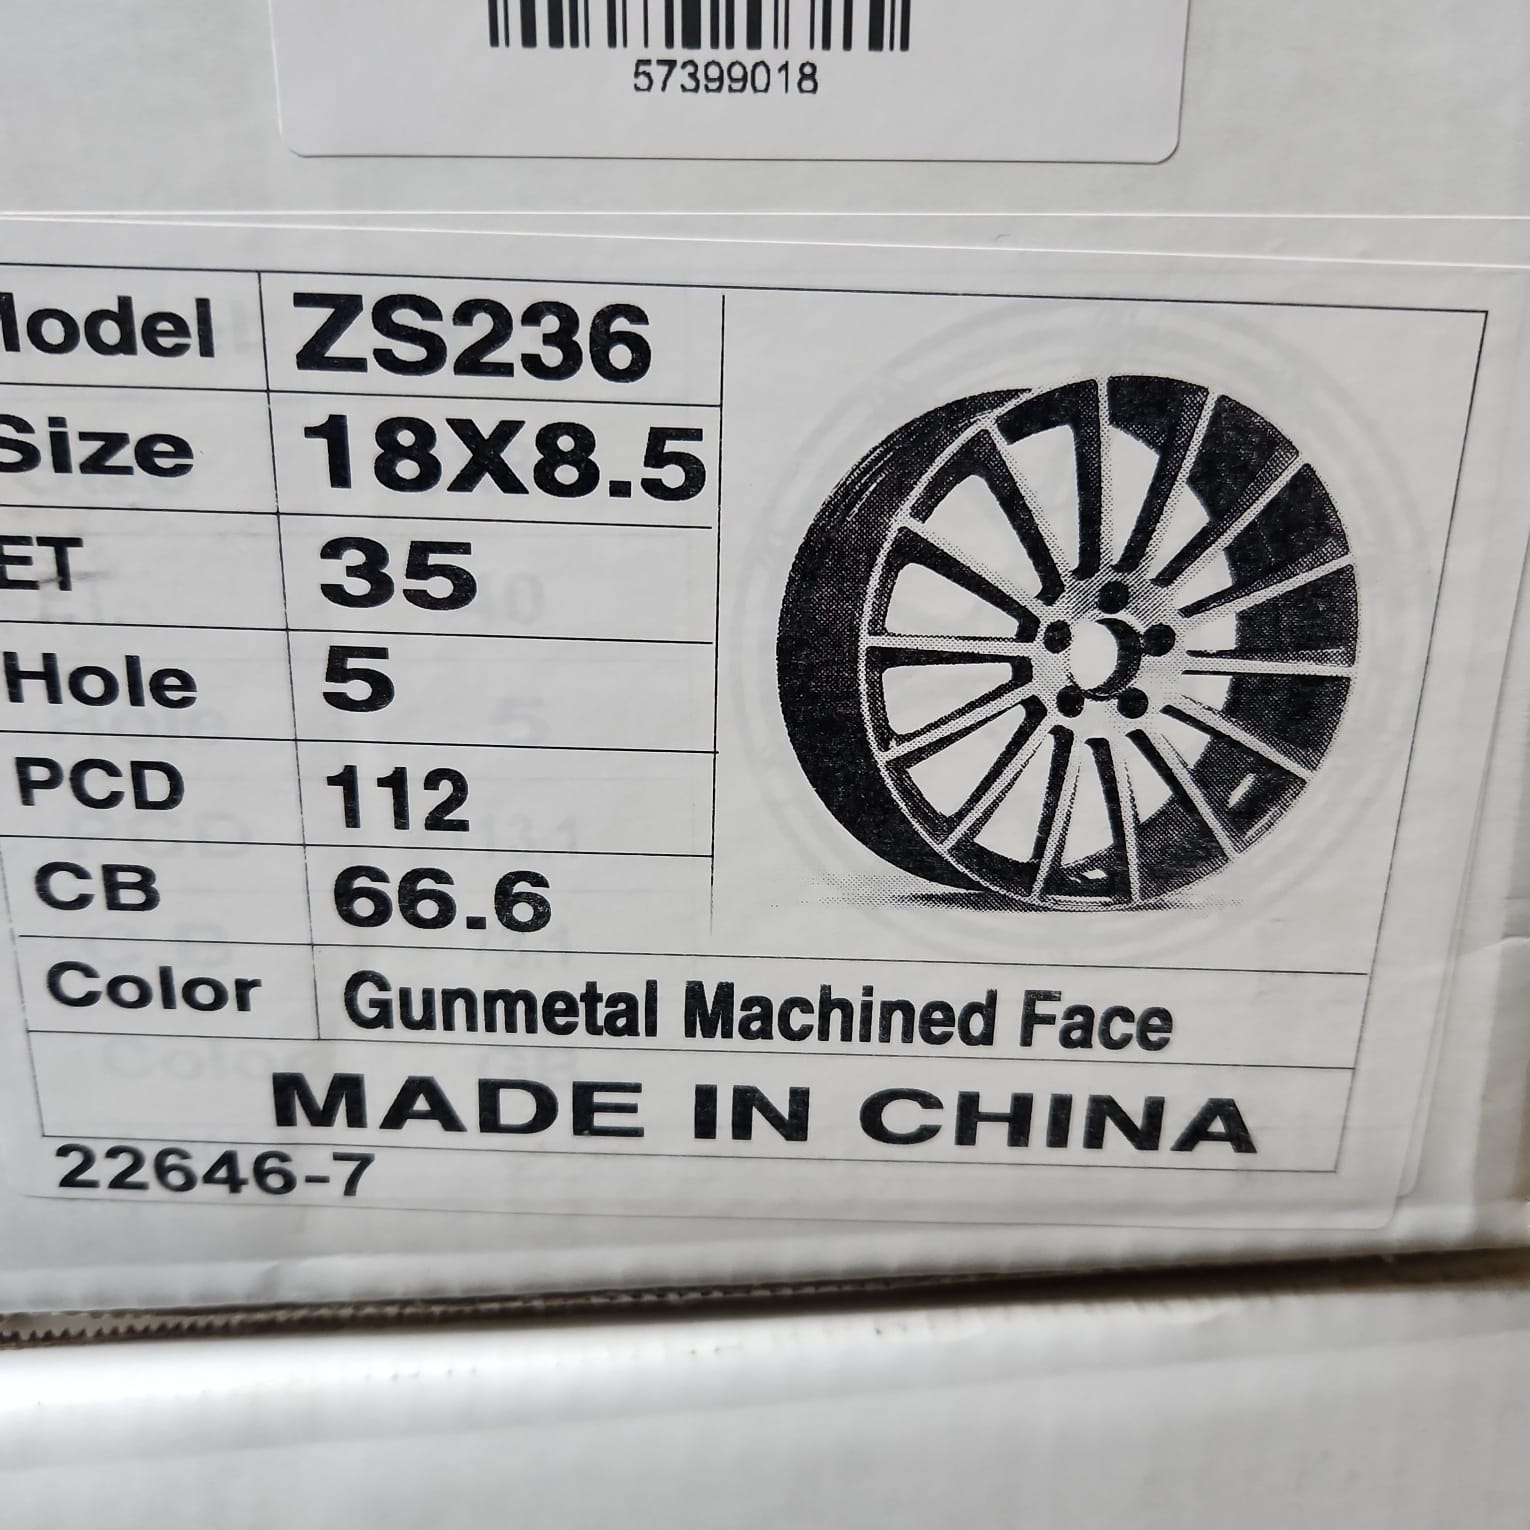 57399018
Model ZS236
Size 18X8.5
ET 35
Hole 5
PCD 112
CB 66.6
Color Gunmetal Machined Face
MADE IN CHINA
22646-7